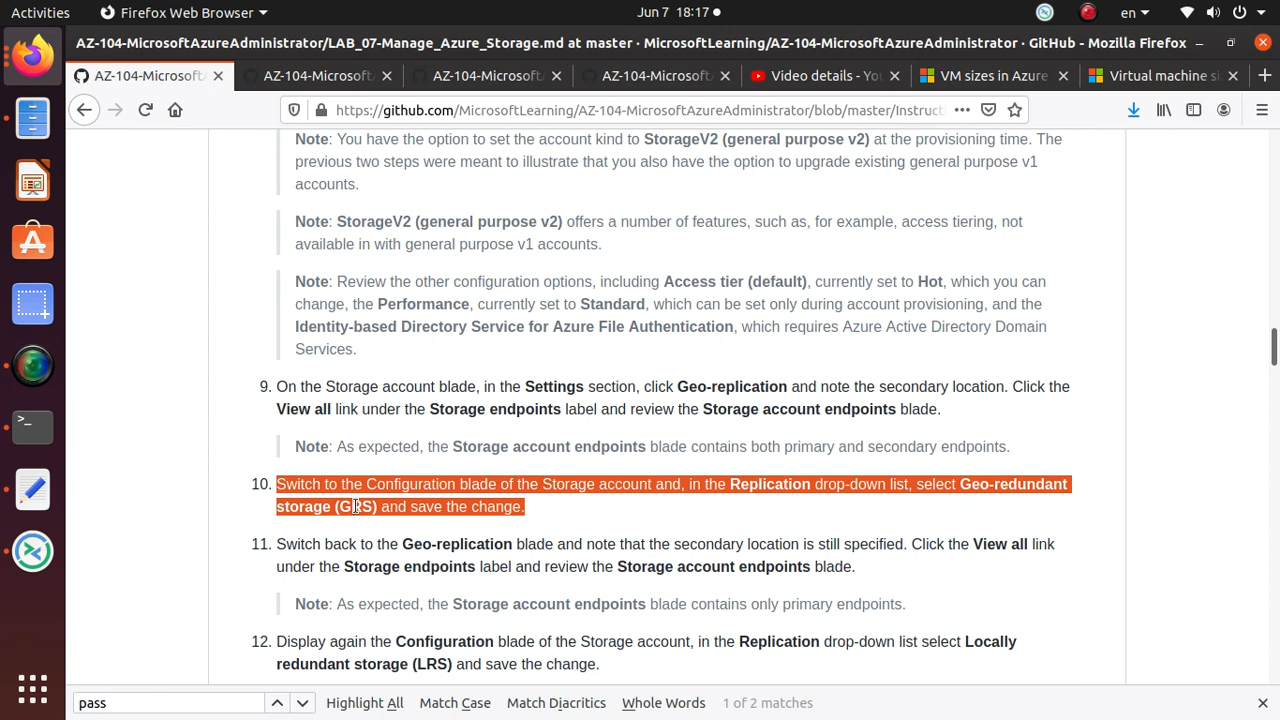 Activities
Firefox Web Browser
Jun 7 18:17
en
AZ-104-MicrosoftAzureAdministrator/LAB_07-Manage_Azure_Storage.md at master · MicrosoftLearning/AZ-104-MicrosoftAzureAdministrator · GitHub - Mozilla Firefox
AZ-104-Microsoft
AZ-104-Microsoft
AZ-104-Microsoft
AZ-104-Microsoft
Video details - You
VM sizes in Azure
Virtual machine si
https://github.com/MicrosoftLearning/AZ-104-MicrosoftAzureAdministrator/blob/master/Instruct
Note: You have the option to set the account kind to StorageV2 (general purpose v2) at the provisioning time. The
previous two steps were meant to illustrate that you also have the option to upgrade existing general purpose v1
accounts.
Note: StorageV2 (general purpose v2) offers a number of features, such as, for example, access tiering, not
available in with general purpose v1 accounts.
Note: Review the other configuration options, including Access tier (default), currently set to Hot, which you can
change, the Performance, currently set to Standard, which can be set only during account provisioning, and the
Identity-based Directory Service for Azure File Authentication, which requires Azure Active Directory Domain
Services.
9. On the Storage account blade, in the Settings section, click Geo-replication and note the secondary location. Click the
View all link under the Storage endpoints label and review the Storage account endpoints blade.
Note: As expected, the Storage account endpoints blade contains both primary and secondary endpoints.
10. Switch to the Configuration blade of the Storage account and, in the Replication drop-down list, select Geo-redundant
storage (GRS) and save the change.
11. Switch back to the Geo-replication blade and note that the secondary location is still specified. Click the View all link
under the Storage endpoints label and review the Storage account endpoints blade.
Note: As expected, the Storage account endpoints blade contains only primary endpoints.
12. Display again the Configuration blade of the Storage account, in the Replication drop-down list select Locally
redundant storage (LRS) and save the change.
pass
Highlight All
Match Case
Match Diacritics
Whole Words
1 of 2 matches